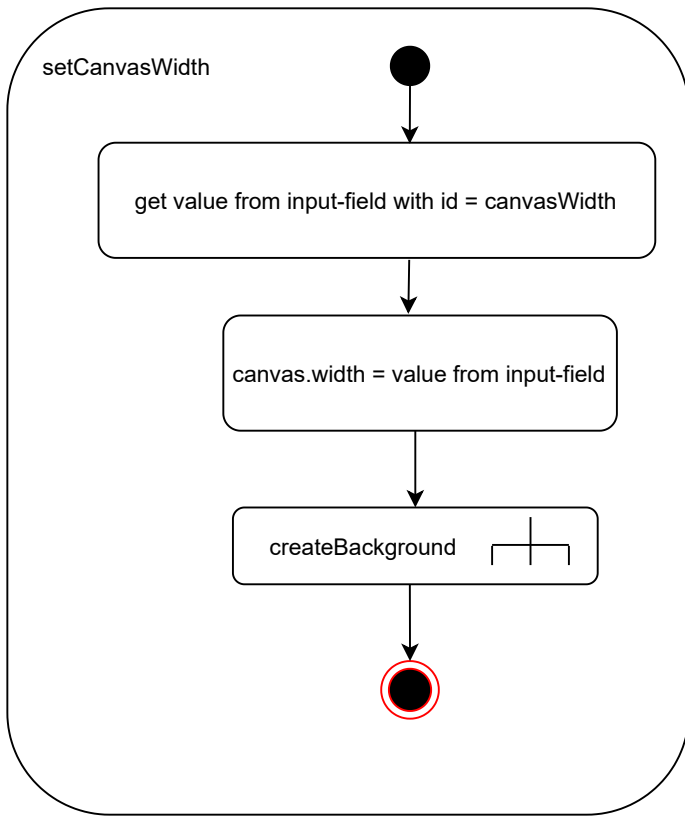 setCanvasWidth
get value from input-field with id = canvasWidth
canvas.width = value from input-field
createBackground